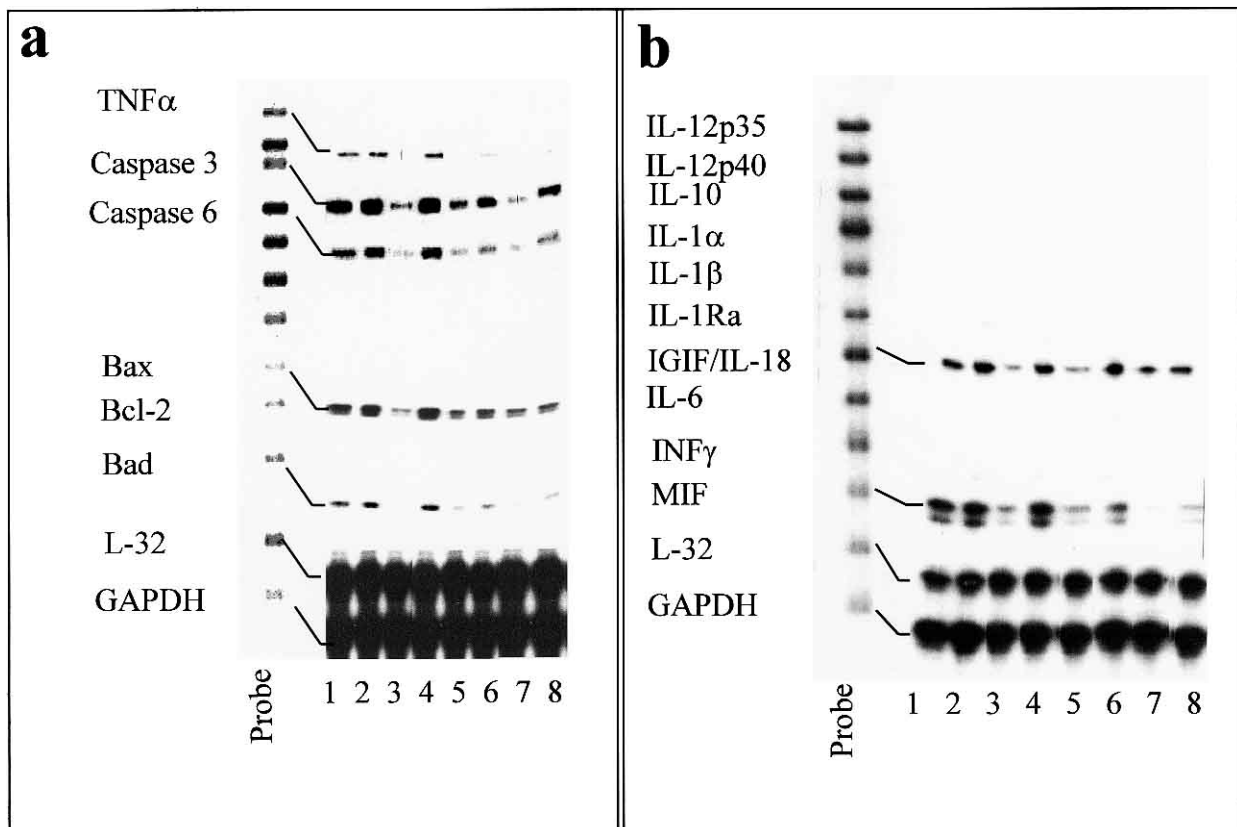 a
TNFα
Caspase 3
Caspase 6
Bax
Bcl-2
Bad
L-32
GAPDH
Probe
1 2 3 4 5 6 7 8
b
IL-12p35
IL-12p40
IL-10
IL-1α
IL-1β
IL-1Ra
IGIF/IL-18
IL-6
INFγ
MIF
L-32
GAPDH
Probe
1 2 3 4 5 6 7 8